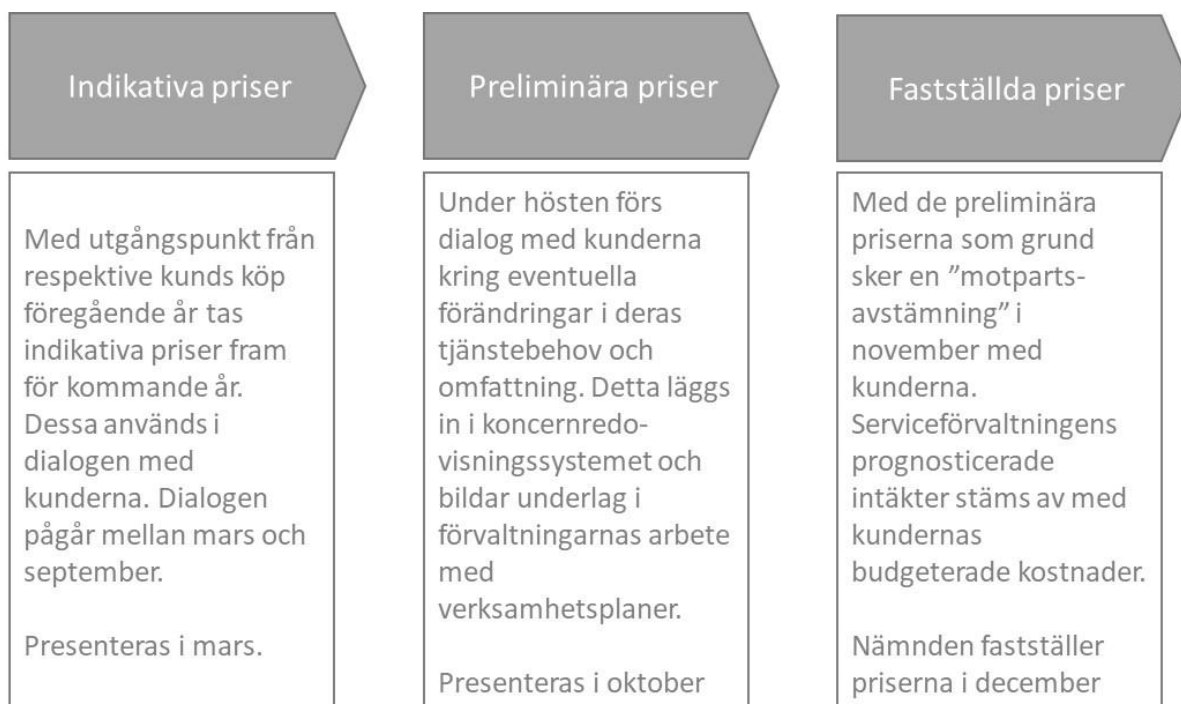 Indikativa priser
Med utgångspunkt från
respektive kunds köp
föregående år tas
indikativa priser fram
för kommande år.
Dessa används i
dialogen med
kunderna. Dialogen
pågår mellan mars och
september.
Presenteras i mars.
Preliminära priser
Under hösten förs
dialog med kunderna
kring eventuella
förändringar i deras
tjänstebehov och
omfattning. Detta läggs
in i koncernredo-
visningssystemet och
bildar underlag i
förvaltningarnas arbete
med
verksamhetsplaner.
Presenteras i oktober
Fastställda priser
Med de preliminära
priserna som grund
sker en ”motparts-
avstämning” i
november med
kunderna.
Serviceförvaltningens
prognosticerade
intäkter stäms av med
kundernas
budgeterade kostnader.
Nämnden fastställer
priserna i december